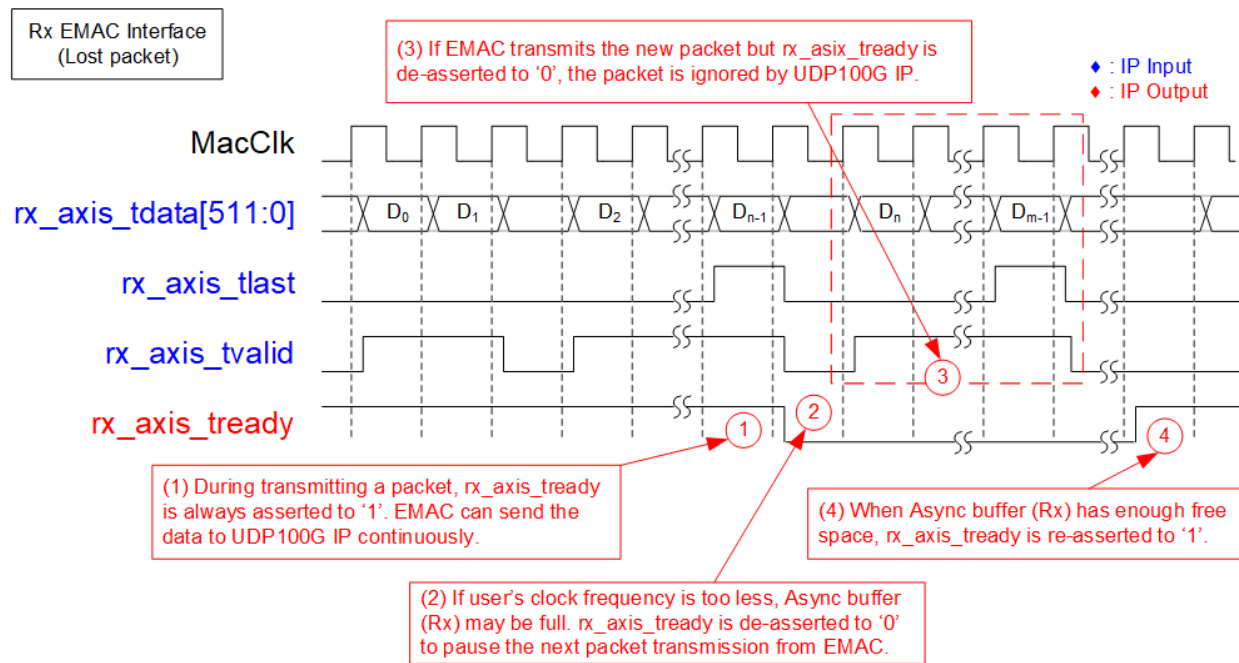 Rx EMAC Interface
(Lost packet)
(3) If EMAC transmits the new packet but rx_asix_tready is
de-asserted to ‘0’, the packet is ignored by UDP100G IP.
♦ : IP Input
♦ : IP Output
MacClk
rx_axis_tdata[511:0]
D0 D1 D2 Dn-1 Dn Dm-1
rx_axis_tlast
rx_axis_tvalid
3
rx_axis_tready
1
2
4
(1) During transmitting a packet, rx_axis_tready
is always asserted to ‘1’. EMAC can send the
data to UDP100G IP continuously.
(4) When Async buffer (Rx) has enough free
space, rx_axis_tready is re-asserted to ‘1’.
(2) If user’s clock frequency is too less, Async buffer
(Rx) may be full. rx_axis_tready is de-asserted to ‘0’
to pause the next packet transmission from EMAC.